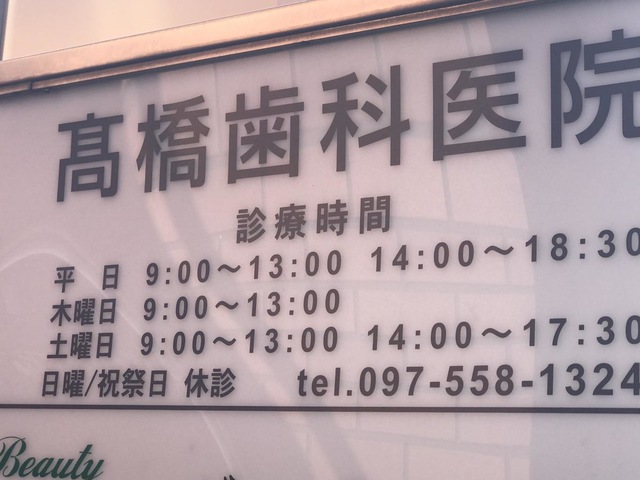 髙橋歯科医院
診療時間
平　日 9:00～13:00 14:00～18:30
木曜日 9:00～13:00
土曜日 9:00～13:00 14:00～17:30
日曜/祝祭日 休診 tel.097-558-1324
Beauty